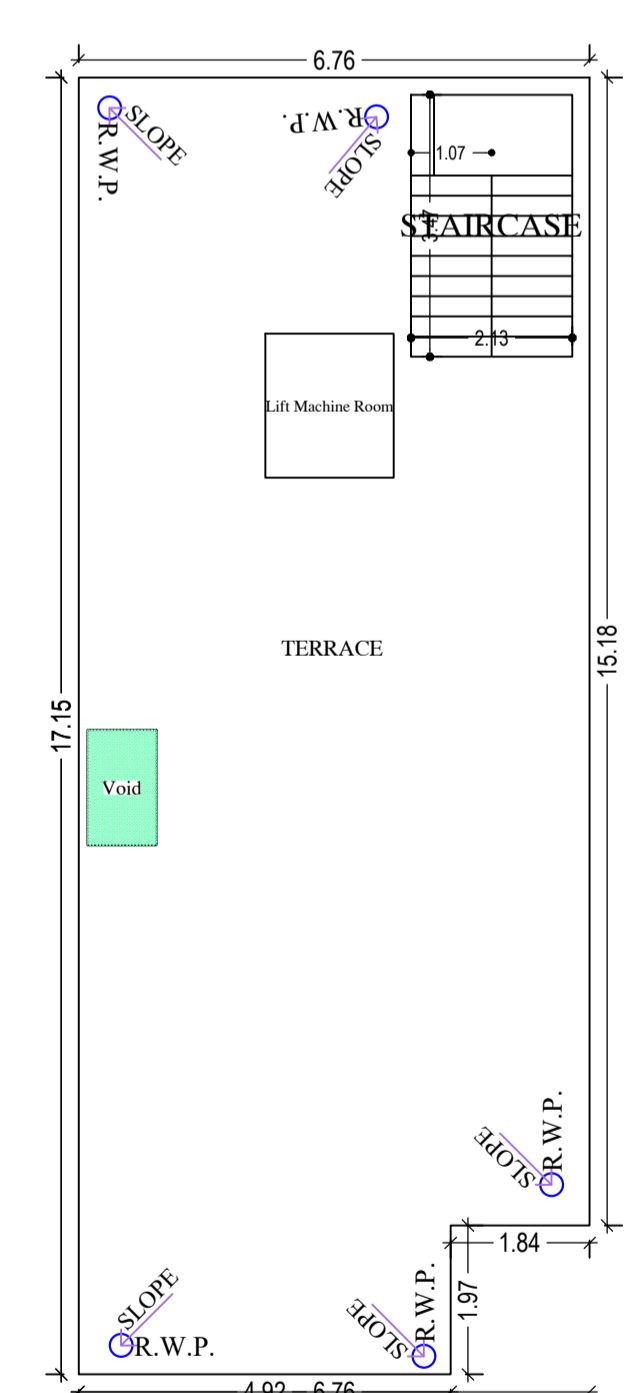 6.76
SLOPE
R.W.P.
R.W.P.
SLOPE
1.07
STAIRCASE
2.13
Lift Machine Room
TERRACE
15.18
17.15
Void
R.W.P.
SLOPE
1.84
SLOPE
R.W.P.
R.W.P.
SLOPE
1.97
4.92
6.76